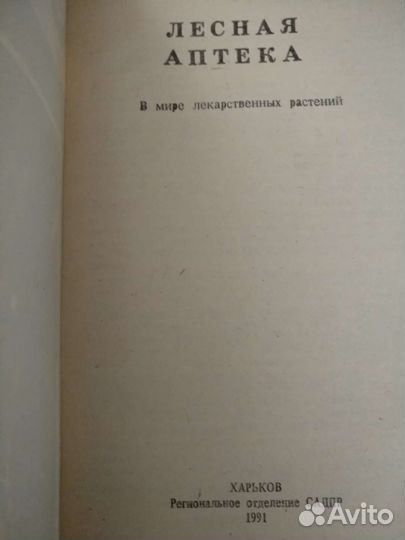 ЛЕСНАЯ
АПТЕКА
В мире лекарственных растений
ХАРЬКОВ
Региональное отделение
1991
Avito